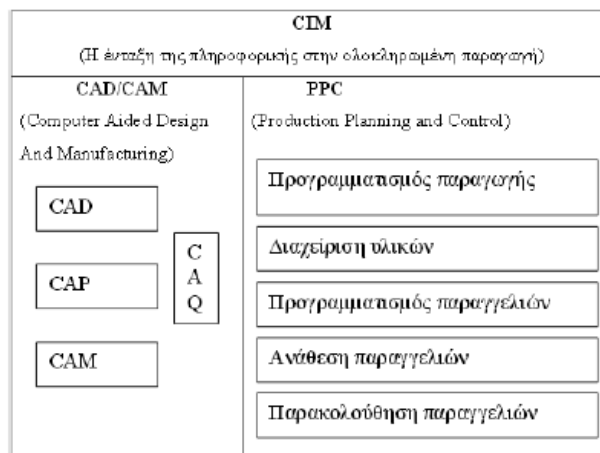 CIM
(Η ένταξη της πληροφορικής στην ολοκληρωμένη παραγωγή)
CAD/CAM
(Computer Aided Design
And Manufacturing)
CAD
CAP
CAM
C
A
Q
PPC
(Production Planning and Control)
Προγραμματισμός παραγωγής
Διαχείριση υλικών
Προγραμματισμός παραγγελιών
Ανάθεση παραγγελιών
Παρακολούθηση παραγγελιών